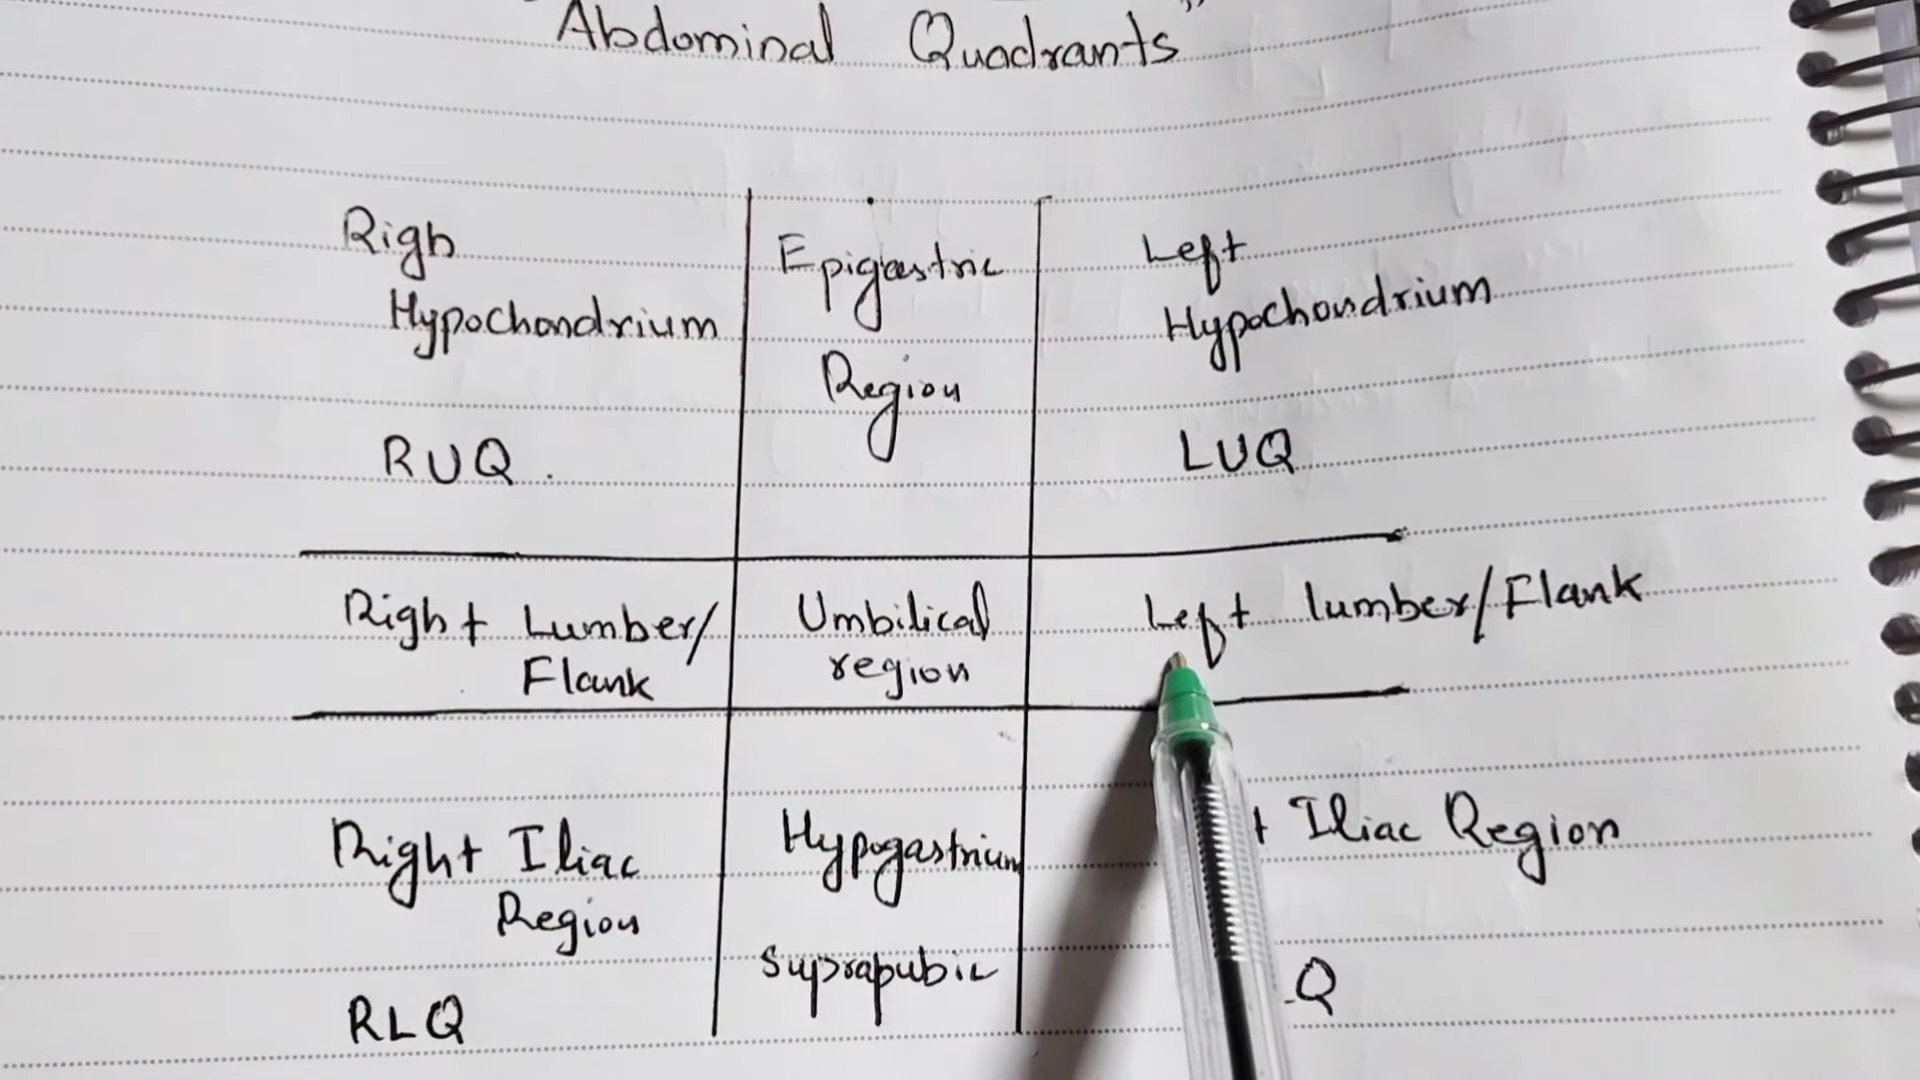 Abdominal Quadrants"
Righ
Hypochondrium
RUQ.
Epigastric
Region
Left
Hypochondrium
LUQ
Right Lumber/
Flank
Umbilical
region
Left lumber/Flank
Right Iliac
Region
RLQ
Hypogastrium
Suprapubic
Iliac Region
Q